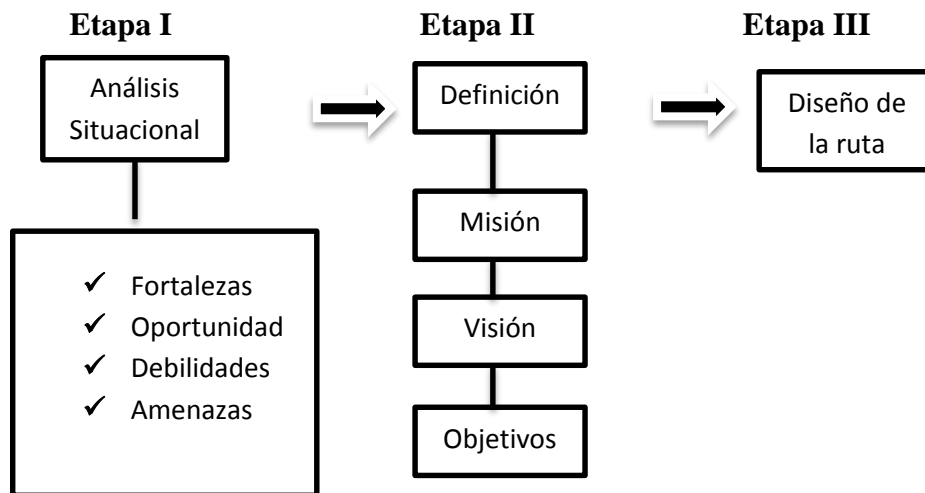 Etapa I
Análisis
Situacional
✓ Fortalezas
✓ Oportunidad
✓ Debilidades
✓ Amenazas
Etapa II
Definición
Misión
Visión
Objetivos
Etapa III
Diseño de
la ruta